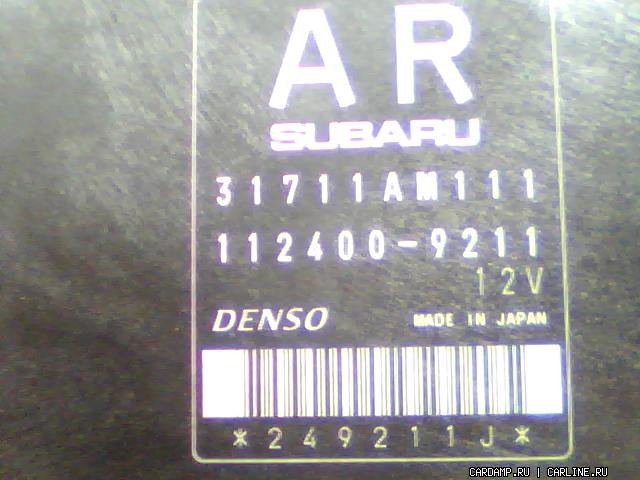 AR
SUBARU
31711AM111
112400-9211
12V
DENSO MADE IN JAPAN
*249211J*
CARDAMP.RU | CARLINE.RU